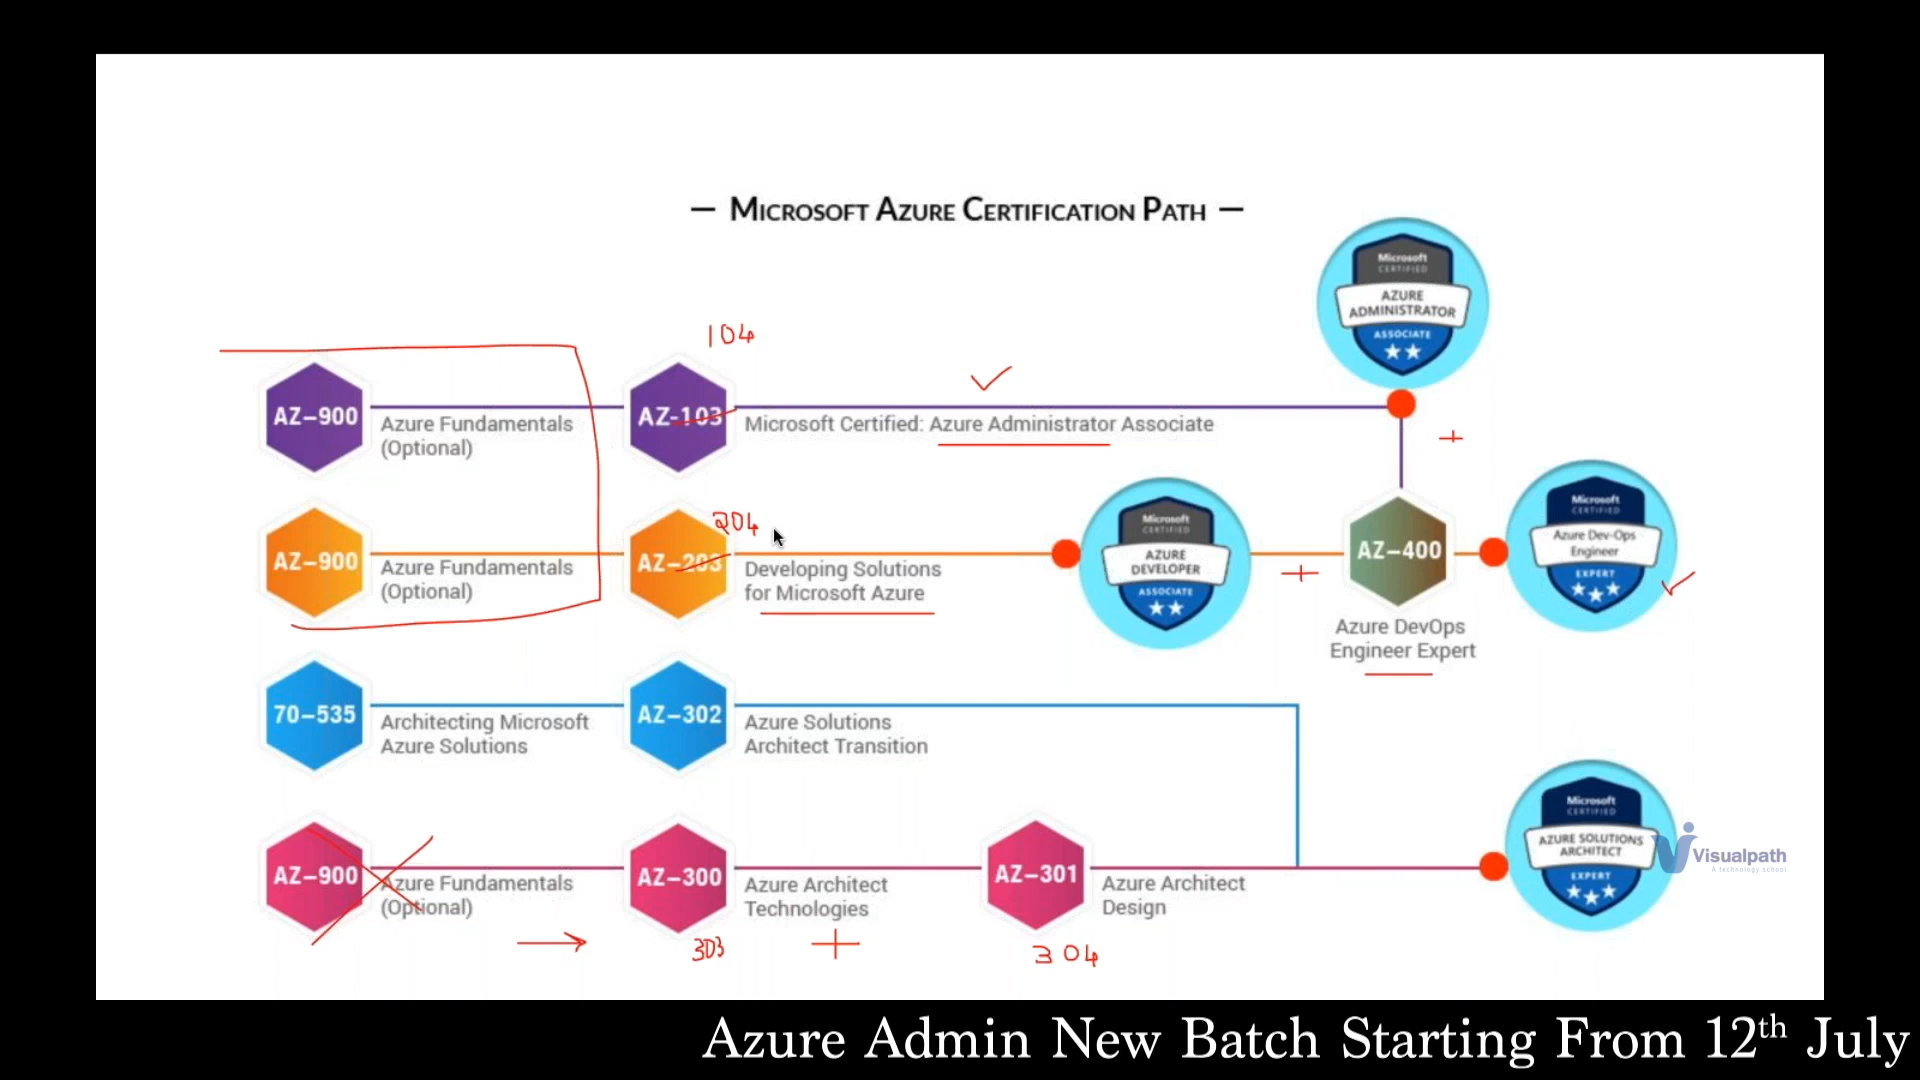 — Microsoft Azure Certification Path —
Microsoft
CERTIFIED
AZURE
ADMINISTRATOR
ASSOCIATE
104
AZ-900
Azure Fundamentals
(Optional)
AZ-103
Microsoft Certified: Azure Administrator Associate
+
204
AZ-900
Azure Fundamentals
(Optional)
AZ-203
Developing Solutions
for Microsoft Azure
Microsoft
CERTIFIED
AZURE
DEVELOPER
ASSOCIATE
+
AZ-400
Azure DevOps
Engineer Expert
Microsoft
CERTIFIED
Azure Dev-Ops
Engineer
EXPERT
70-535
Architecting Microsoft
Azure Solutions
AZ-302
Azure Solutions
Architect Transition
AZ-900
Azure Fundamentals
(Optional)
AZ-300
Azure Architect
Technologies
303
+
AZ-301
Azure Architect
Design
304
Microsoft
CERTIFIED
AZURE SOLUTIONS
ARCHITECT
EXPERT
Visualpath
A technology school
Azure Admin New Batch Starting From 12th July